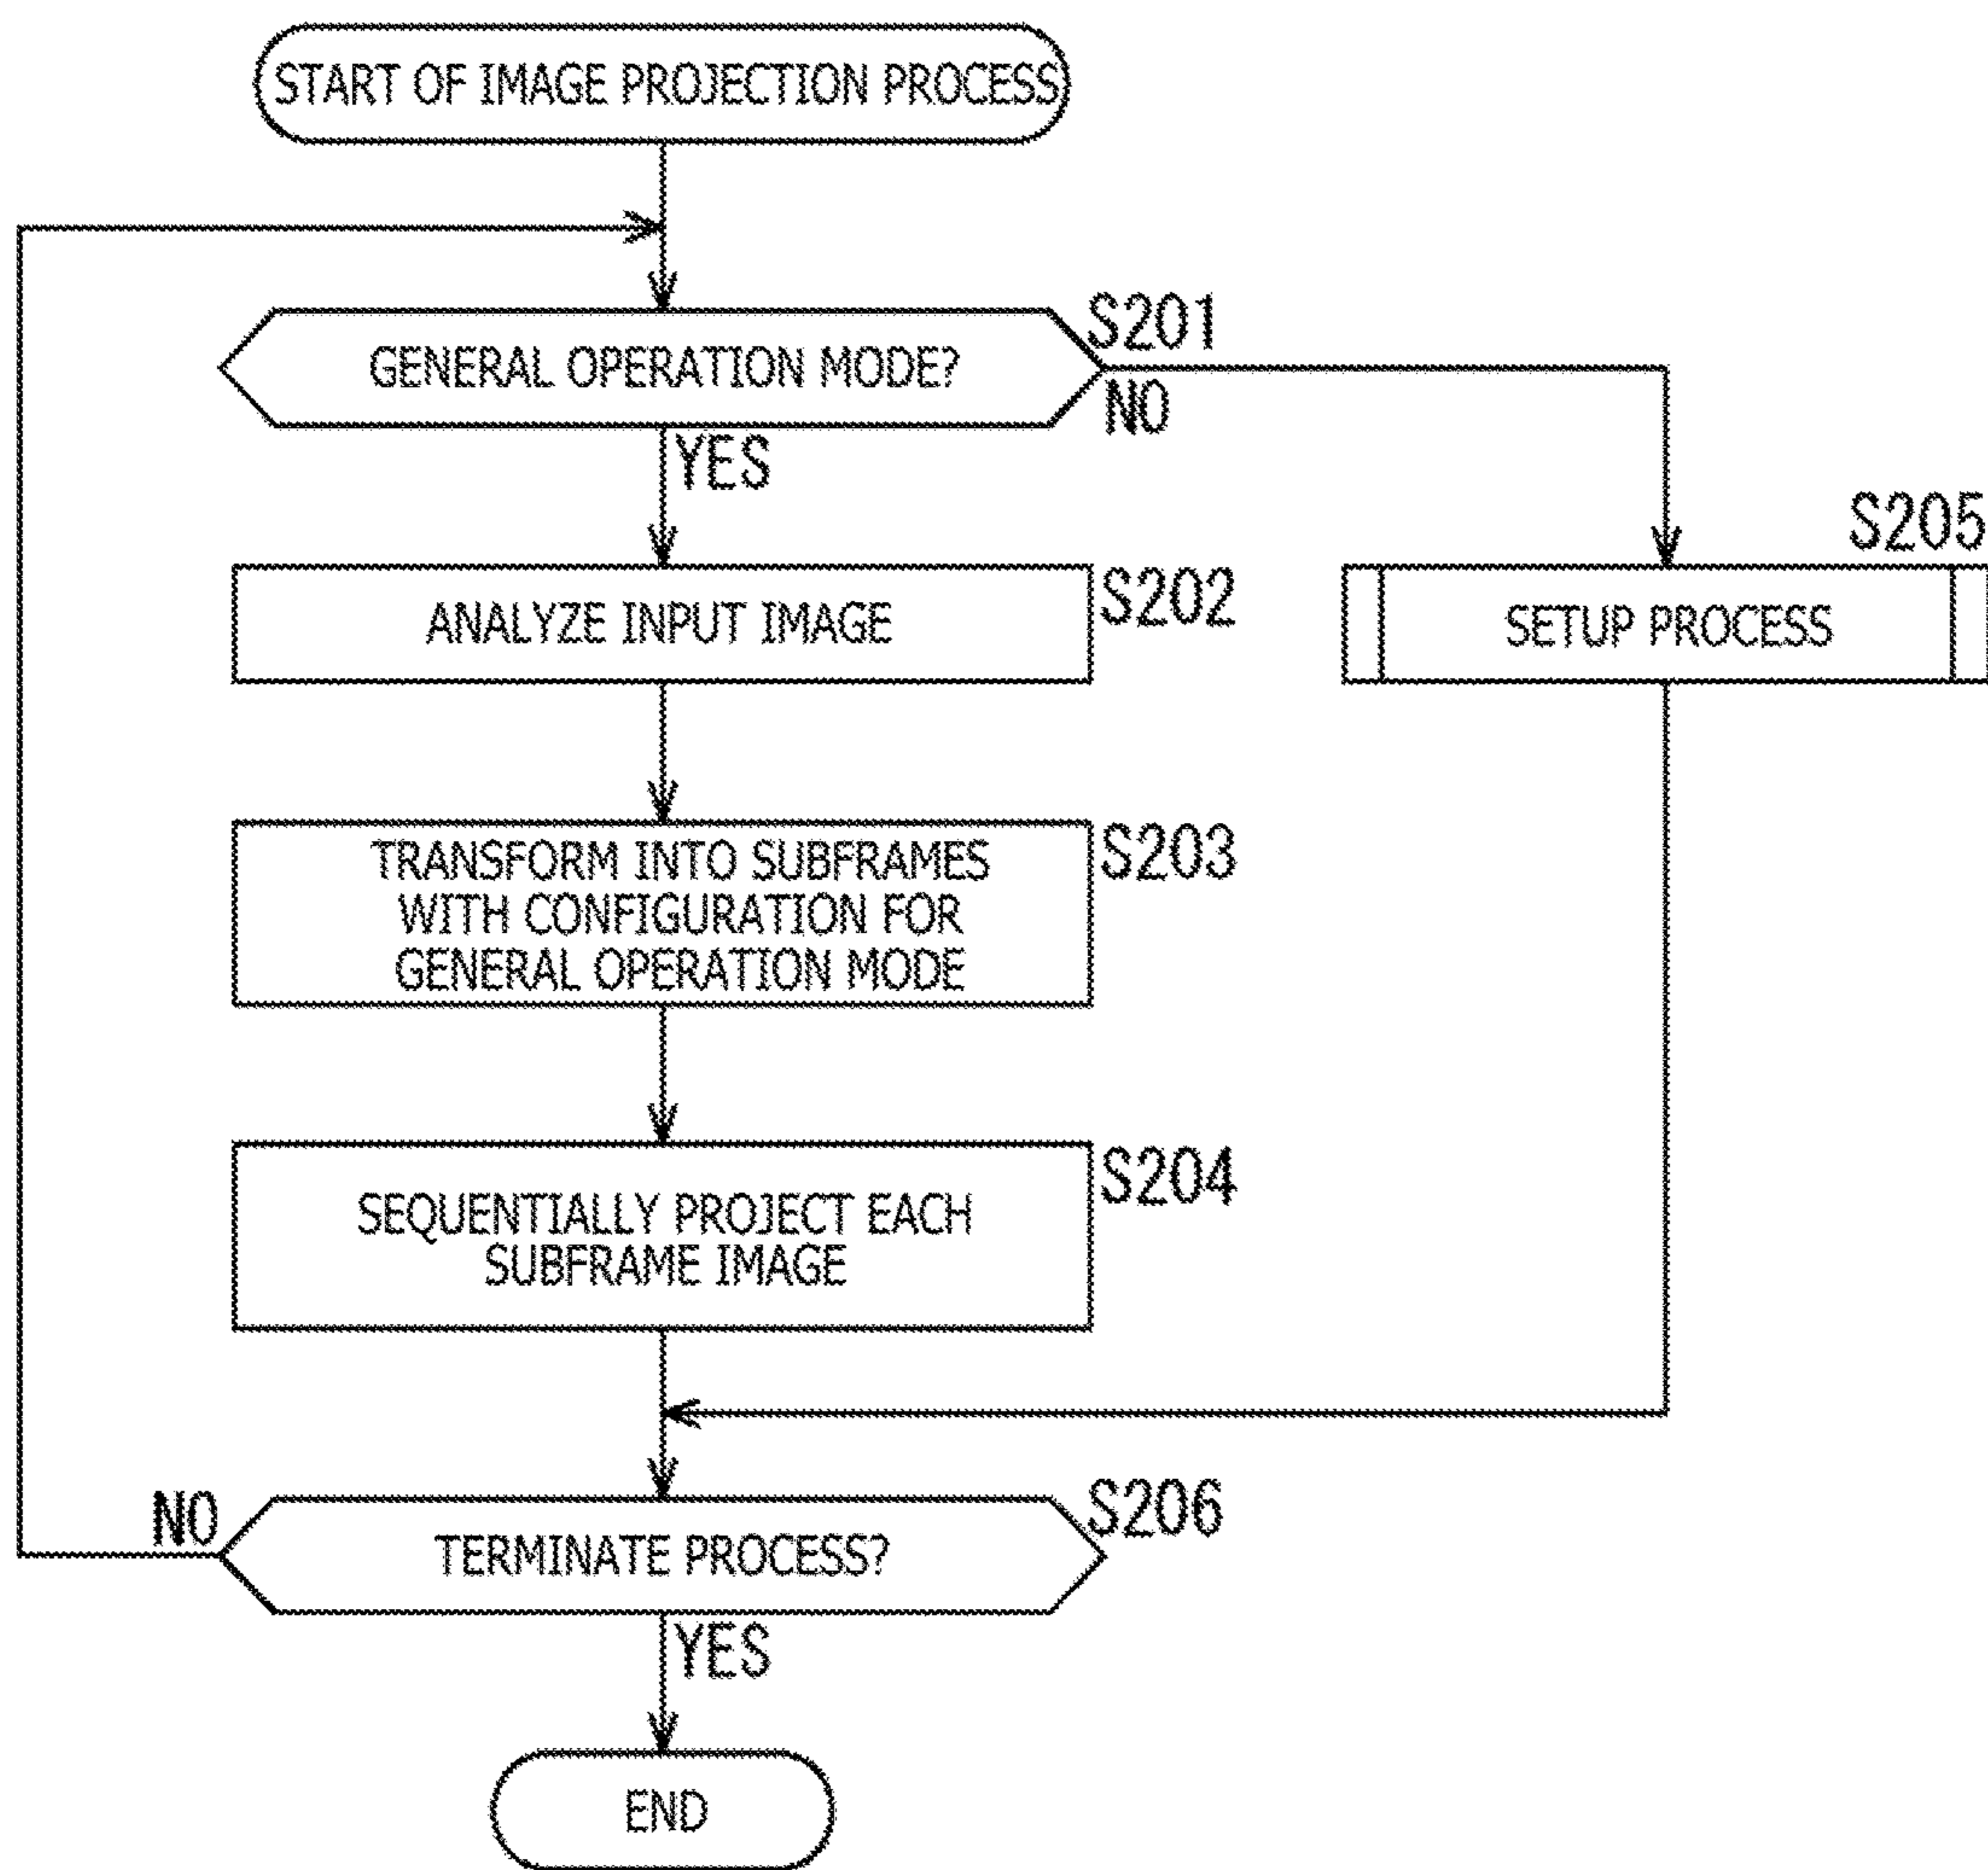 START OF IMAGE PROJECTION PROCESS
S201
GENERAL OPERATION MODE?
NO
YES
S205
S202
ANALYZE INPUT IMAGE
SETUP PROCESS
S203
TRANSFORM INTO SUBFRAMES
WITH CONFIGURATION FOR
GENERAL OPERATION MODE
S204
SEQUENTIALLY PROJECT EACH
SUBFRAME IMAGE
NO
S206
TERMINATE PROCESS?
YES
END